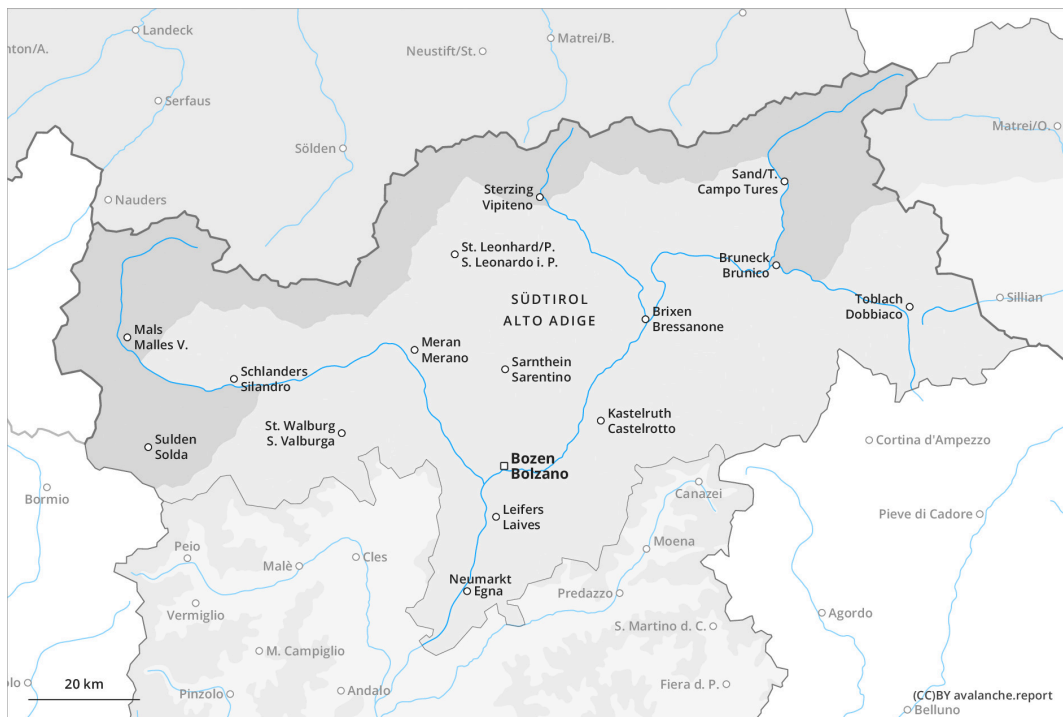 Landeck
Matrei/B.
nton/A.
Neustift/St.
Serfaus
Matrei/O.
Sölden
Sand/T.
Campo Tures
Sterzing
Vipiteno
Nauders
St. Leonhard/P.
S. Leonardo i. P.
Bruneck
Brunico
SÜDTIROL
ALTO ADIGE
Toblach
Dobbiaco
Sillian
Brixen
Bressanone
Mals
Malles V.
Meran
Merano
Sarnthein
Sarentino
Schlanders
Silandro
Kastelruth
Castelrotto
St. Walburg
S. Valburga
Sulden
Solda
Cortina d'Ampezzo
Bozen
Bolzano
Bormio
Canazei
Leifers
Laives
Pieve di Cadore
Peio
Moena
Cles
Malè
Neumarkt
Egna
Predazzo
Vermiglio
Agordo
S. Martino d. C.
M. Campiglio
Fiera d. P.
lo
20 km
Pinzolo
Andalo
(CC)BY avalanche.report
Belluno